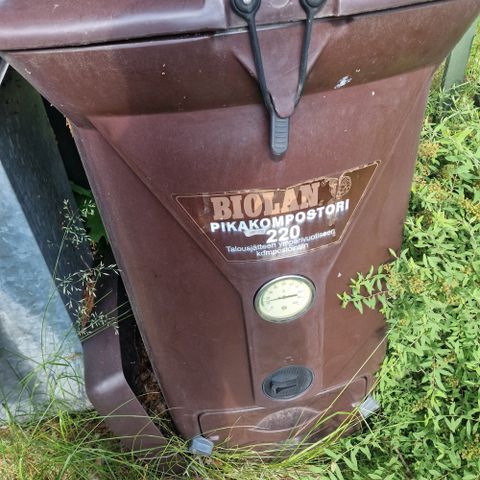 BIOLAN
PIKAKOMPOSTORI
220
Talousjätteen ympärivuotiseen
kompostointiin